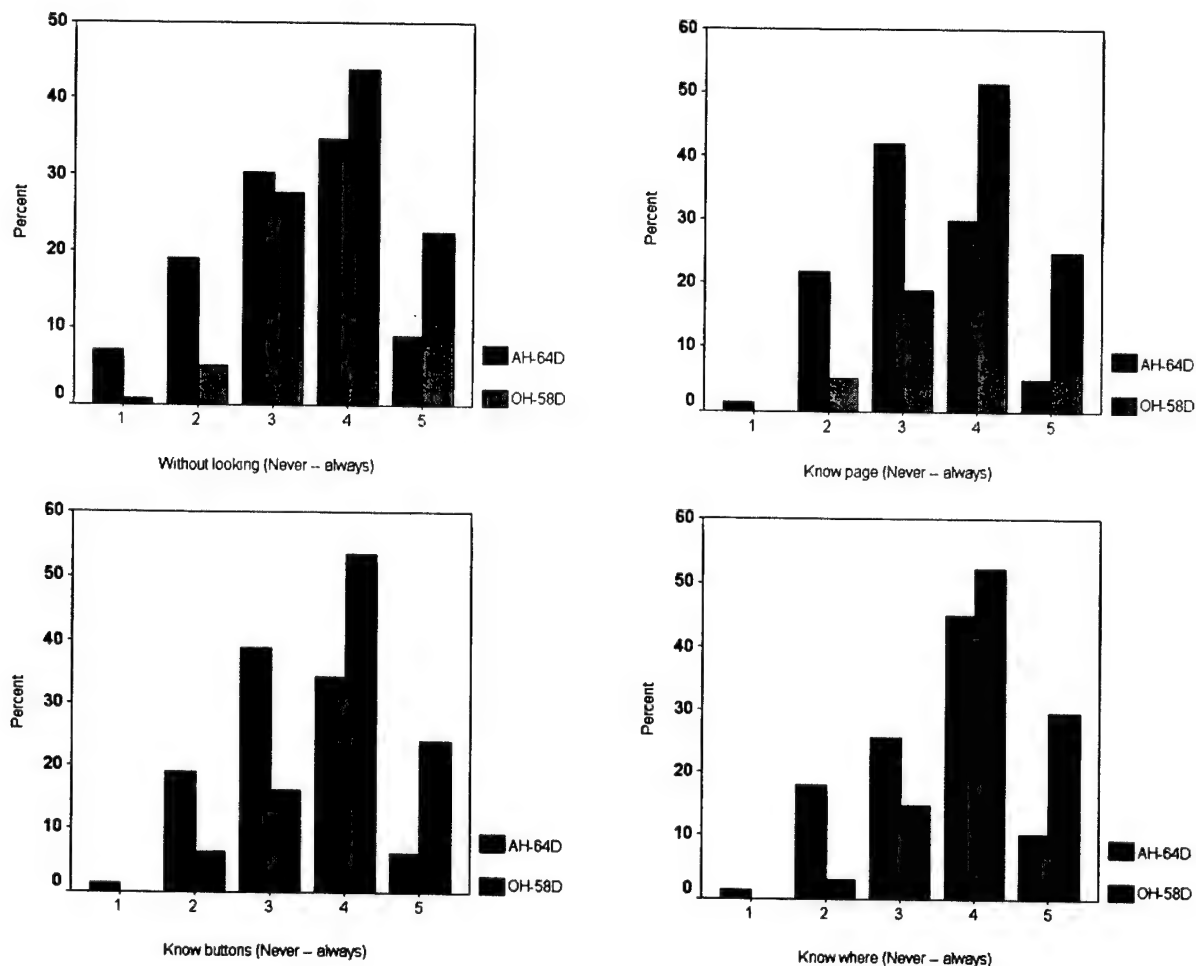 50
40
30
20
10
0
Percent
1 2 3 4 5
AH-64D
OH-58D
Without looking (Never – always)
60
50
40
30
20
10
0
Percent
1 2 3 4 5
AH-64D
OH-58D
Know page (Never – always)
60
50
40
30
20
10
0
Percent
1 2 3 4 5
AH-64D
OH-58D
Know buttons (Never – always)
60
50
40
30
20
10
0
Percent
1 2 3 4 5
AH-64D
OH-58D
Know where (Never – always)